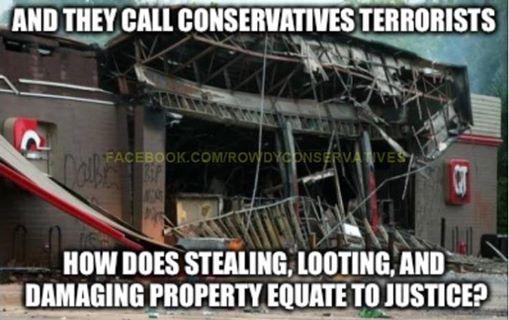 AND THEY CALL CONSERVATIVES TERRORISTS
FACEBOOK.COM/ROWDYCONSERVATIVES
HOW DOES STEALING, LOOTING, AND
DAMAGING PROPERTY EQUATE TO JUSTICE?